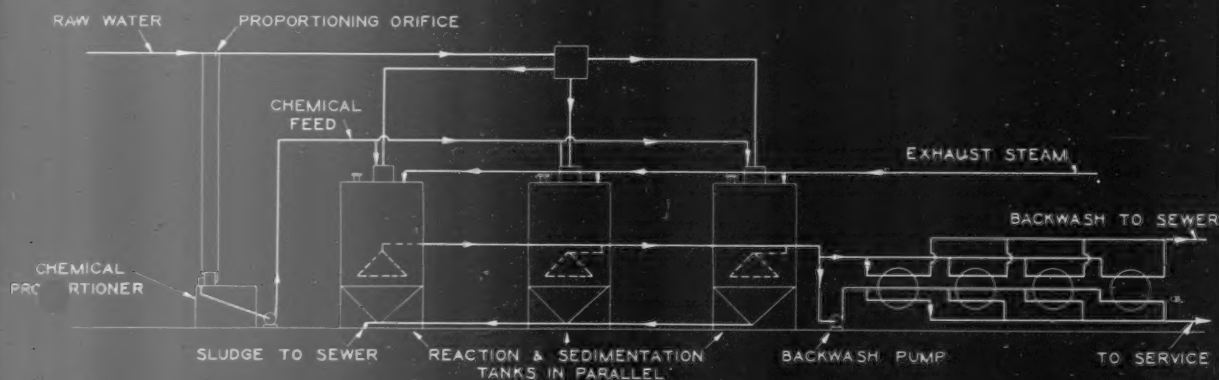 RAW WATER
PROPORTIONING ORIFICE
CHEMICAL
FEED
EXHAUST STEAM
BACKWASH TO SEWER
CHEMICAL
SLUDGE TO SEWER
REACTION & SEDIMENTATION
TANKS IN PARALLEL
BACKWASH PUMP
TO SERVICE